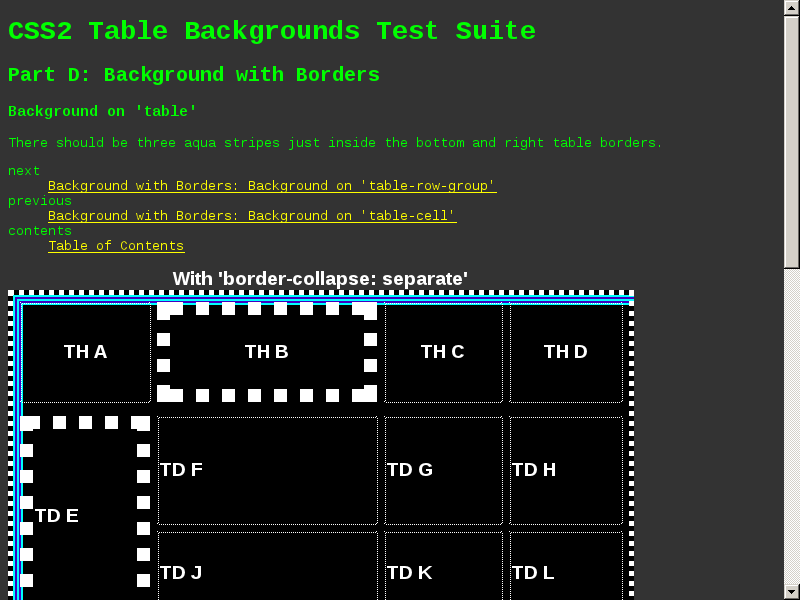 CSS2 Table Backgrounds Test Suite
Part D: Background with Borders
Background on 'table'
There should be three aqua stripes just inside the bottom and right table borders.
next
Background with Borders: Background on 'table-row-group'
previous
Background with Borders: Background on 'table-cell'
contents
Table of Contents
With 'border-collapse: separate'
TH A TH B TH C TH D
TD F TD G TD H
TD E
TD J TD K TD L